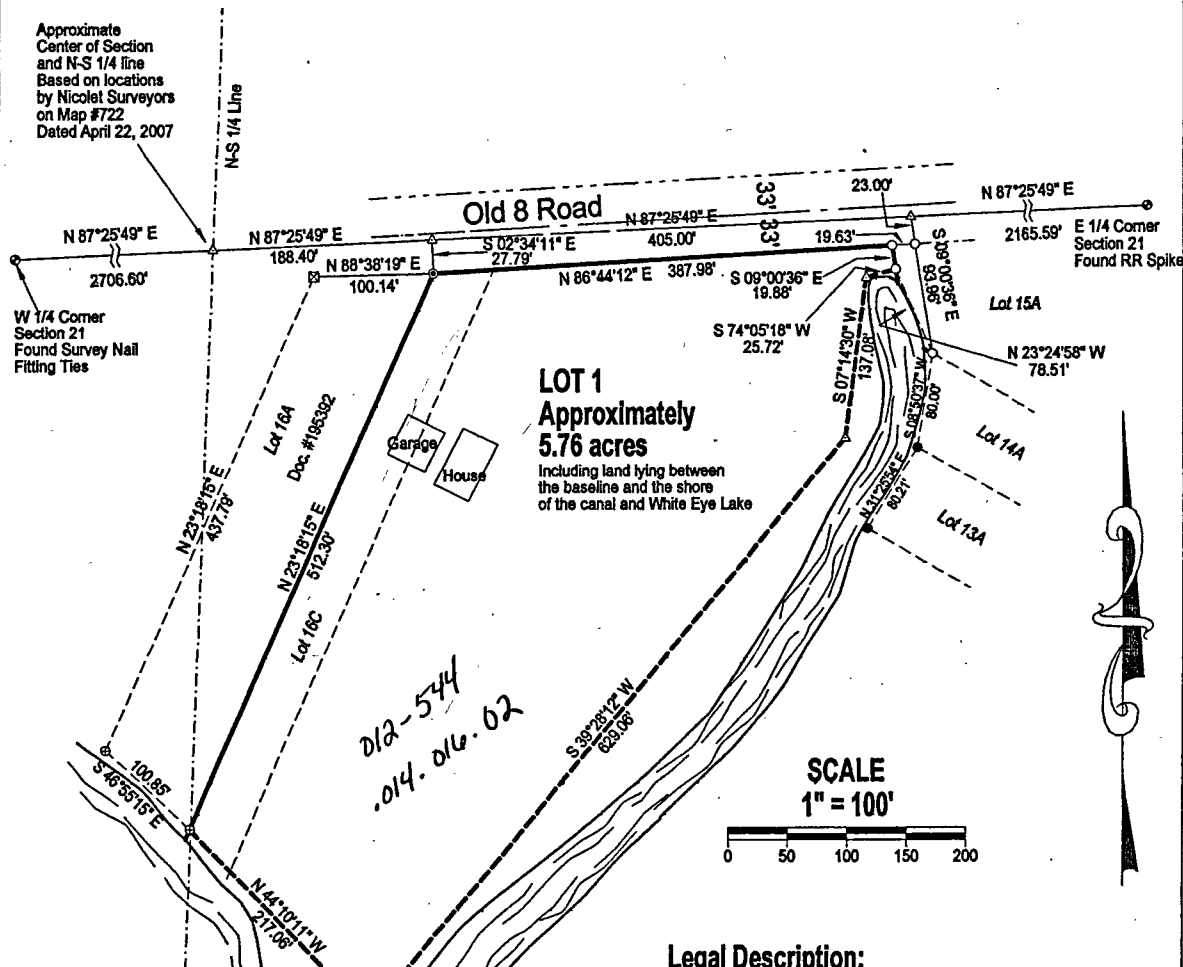 Approximate
Center of Section
and N-S 1/4 line
Based on locations
by Nicolet Surveyors
on Map #722
Dated April 22, 2007
N-S 1/4 Line
Old 8 Road
33'
33'
23.00'
N 87°25'49" E
2706.60'
N 87°25'49" E
188.40'
N 87°25'49" E
405.00'
N 87°25'49" E
2165.59'
E 1/4 Corner
Section 21
Found RR Spike
S 02°34'11" E
27.79'
19.63'
N 88°38'19" E
100.14'
N 86°44'12" E 387.98'
S 09°00'36" E
19.88'
S 09°00'36" E
93.96'
W 1/4 Corner
Section 21
Found Survey Nail
Fitting Ties
S 74°05'18" W
25.72'
Lot 15A
N 23°24'58" W
78.51'
S 07°14'30" W
137.08'
S 08°50'37" W
80.00'
LOT 1
Approximately
5.76 acres
Including land lying between
the baseline and the shore
of the canal and White Eye Lake
Lot 16A
Doc. #195392
Garage
House
Lot 14A
N 31°25'54" E
80.21'
Lot 13A
N 23°18'15" E
437.79'
N 23°18'15" E
512.30'
Lot 16C
012-544
.014.016.02
S 39°28'12" W
629.06'
100.85'
S 46°55'15" E
N 44°10'11" W
217.06'
SCALE
1" = 100'
0 50 100 150 200
Legal Description: